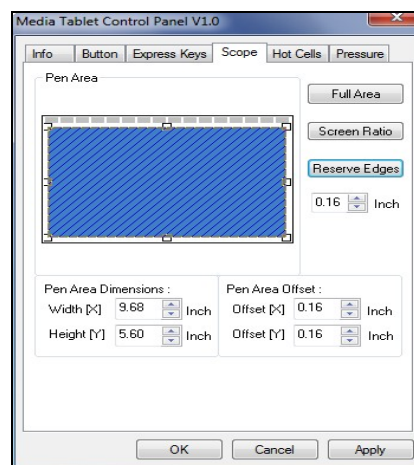 Media Tablet Control Panel V1.0
Info Button Express Keys Scope Hot Cells Pressure
Pen Area
Full Area
Screen Ratio
Reserve Edges
0.16 Inch
Pen Area Dimensions :
Width [X] 9.68 Inch
Height [Y] 5.60 Inch
Pen Area Offset :
Offset [X] 0.16 Inch
Offset [Y] 0.16 Inch
OK Cancel Apply